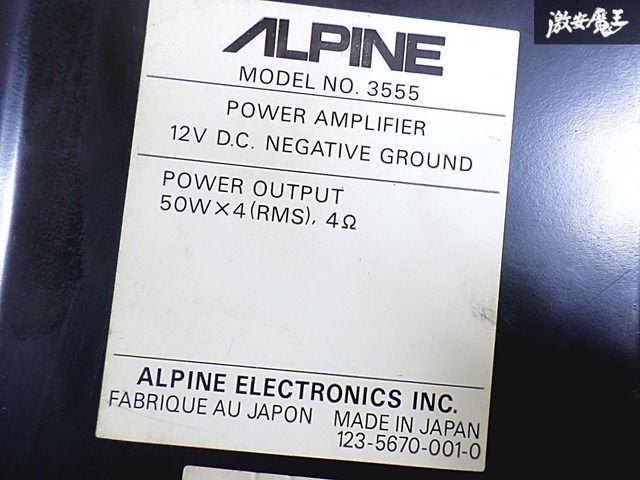 激安魔王
ALPINE
MODEL NO. 3555
POWER AMPLIFIER
12V D.C. NEGATIVE GROUND
POWER OUTPUT
50W×4(RMS), 4Ω
ALPINE ELECTRONICS INC.
FABRIQUE AU JAPON MADE IN JAPAN
123-5670-001-0